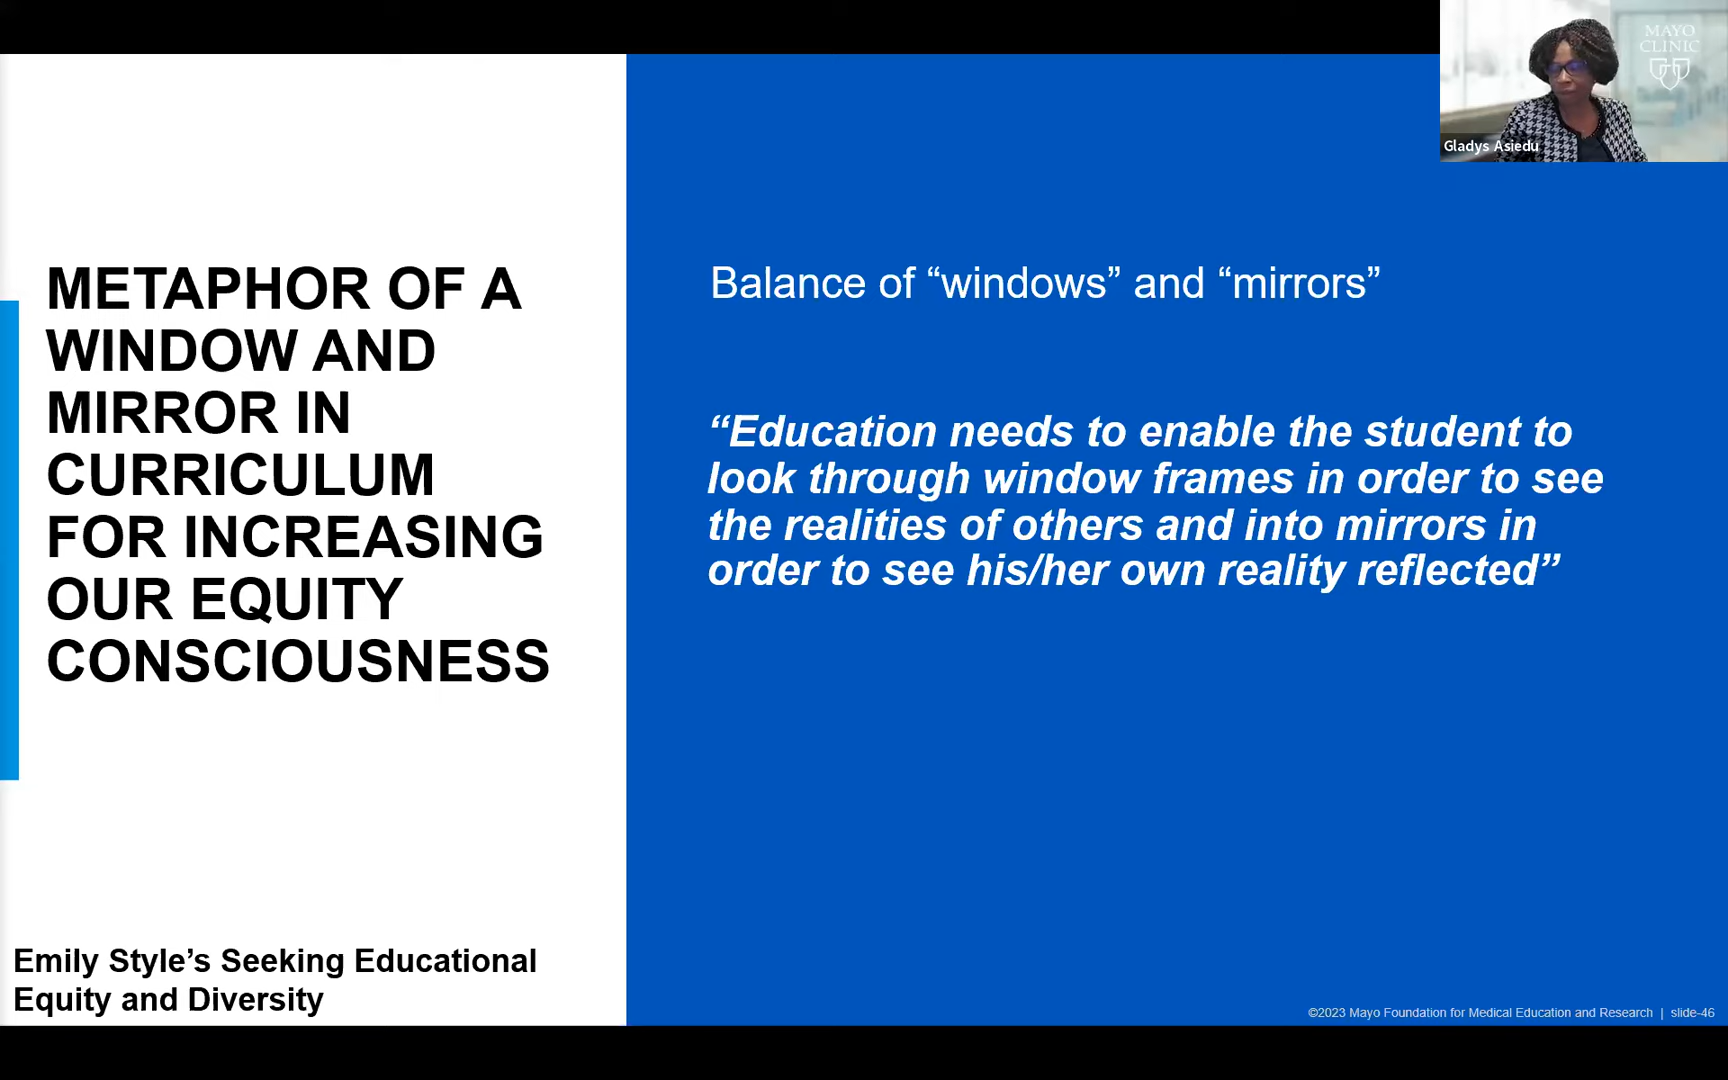 MAYO
CLINIC
Gladys Asiedu
METAPHOR OF A
WINDOW AND
MIRROR IN
CURRICULUM
FOR INCREASING
OUR EQUITY
CONSCIOUSNESS
Emily Style’s Seeking Educational
Equity and Diversity
Balance of “windows” and “mirrors”
“Education needs to enable the student to
look through window frames in order to see
the realities of others and into mirrors in
order to see his/her own reality reflected”
©2023 Mayo Foundation for Medical Education and Research | slide-46